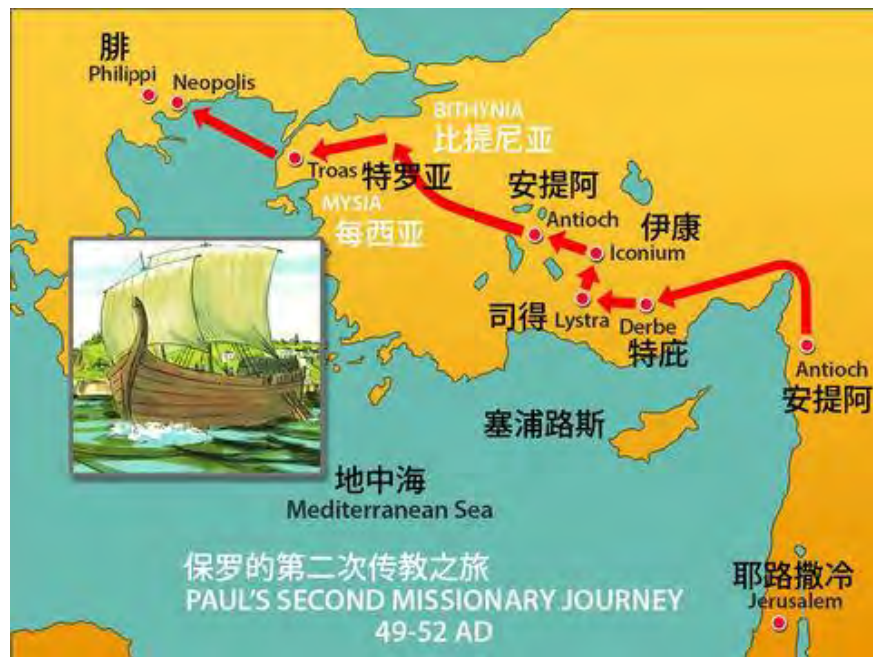 腓
Philippi
Neopolis
BITHYNIA
比提尼亚
Troas 特罗亚
MYSIA
每西亚
安提阿
Antioch
伊康
Iconium
司得 Lystra
Derbe
特庇
Antioch
安提阿
塞浦路斯
地中海
Mediterranean Sea
保罗的第二次传教之旅
PAUL'S SECOND MISSIONARY JOURNEY
49-52 AD
耶路撒冷
Jerusalem